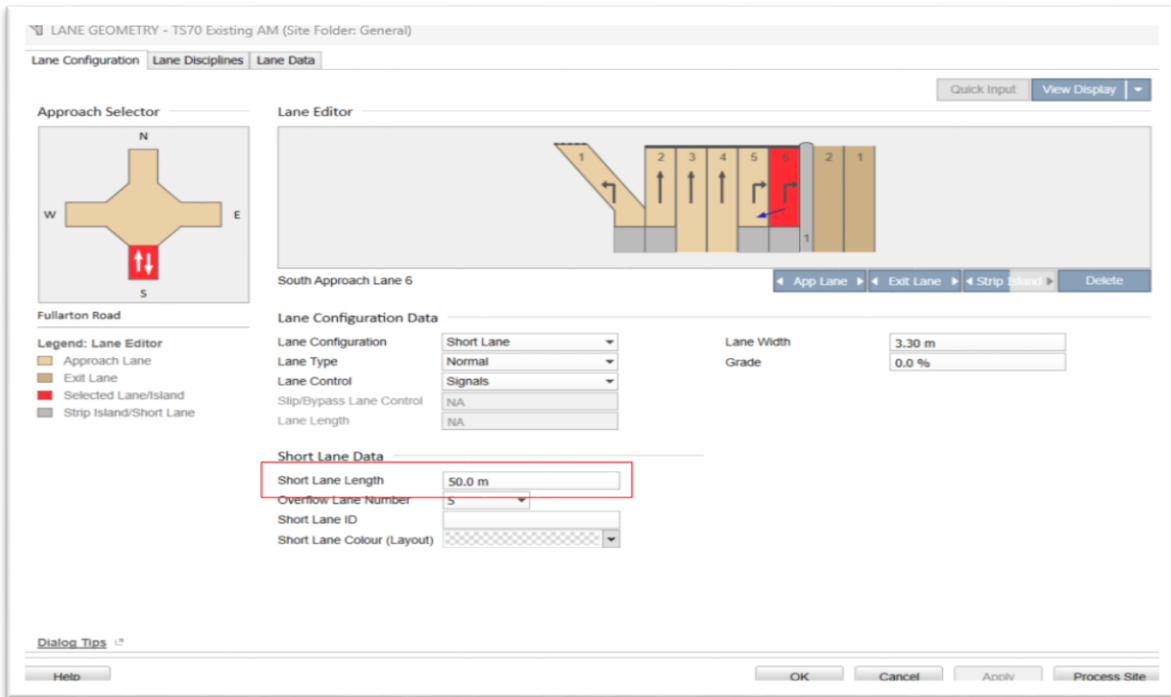 LANE GEOMETRY - TS70 Existing AM (Site Folder: General)
Lane Configuration Lane Disciplines Lane Data
Quick Input View Display
Approach Selector
N
W E
S
Fullarton Road
Legend: Lane Editor
Approach Lane
Exit Lane
Selected Lane/Island
Strip Island/Short Lane
Lane Editor
1 2 3 4 5 6 2 1
1
South Approach Lane 6
App Lane Exit Lane Strip Island Delete
Lane Configuration Data
Lane Configuration Short Lane
Lane Type Normal
Lane Control Signals
Slip/Bypass Lane Control NA
Lane Length NA
Lane Width 3.30 m
Grade 0.0 %
Short Lane Data
Short Lane Length 50.0 m
Overflow Lane Number 5
Short Lane ID
Short Lane Colour (Layout)
Dialog Tips
Help OK Cancel Apply Process Site